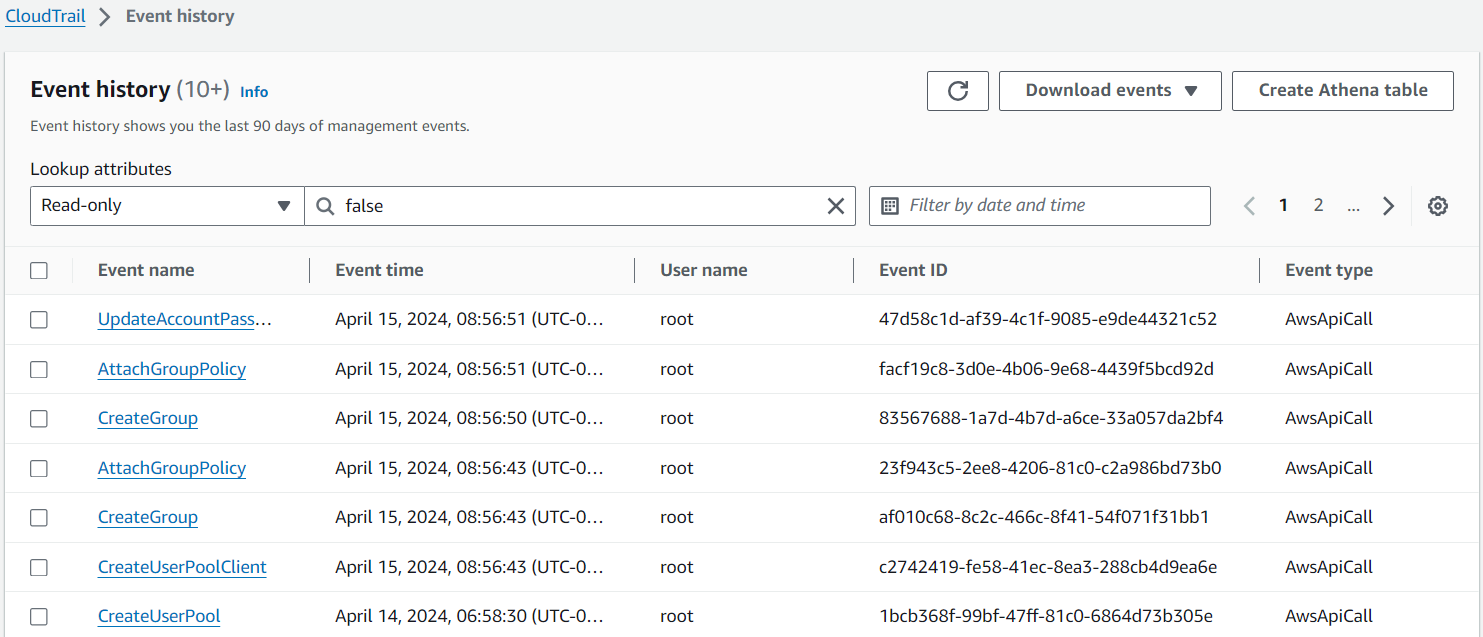 CloudTrail > Event history
Event history (10+) Info
Download events
Create Athena table
Event history shows you the last 90 days of management events.
Lookup attributes
Read-only
false
Filter by date and time
1 2 ...
Event name Event time User name Event ID Event type
UpdateAccountPass... April 15, 2024, 08:56:51 (UTC-0... root 47d58c1d-af39-4c1f-9085-e9de44321c52 AwsApiCall
AttachGroupPolicy April 15, 2024, 08:56:51 (UTC-0... root facf19c8-3d0e-4b06-9e68-4439f5bcd92d AwsApiCall
CreateGroup April 15, 2024, 08:56:50 (UTC-0... root 83567688-1a7d-4b7d-a6ce-33a057da2bf4 AwsApiCall
AttachGroupPolicy April 15, 2024, 08:56:43 (UTC-0... root 23f943c5-2ee8-4206-81c0-c2a986bd73b0 AwsApiCall
CreateGroup April 15, 2024, 08:56:43 (UTC-0... root af010c68-8c2c-466c-8f41-54f071f31bb1 AwsApiCall
CreateUserPoolClient April 15, 2024, 08:56:43 (UTC-0... root c2742419-fe58-41ec-8ea3-288cb4d9ea6e AwsApiCall
CreateUserPool April 14, 2024, 06:58:30 (UTC-0... root 1bcb368f-99bf-47ff-81c0-6864d73b305e AwsApiCall